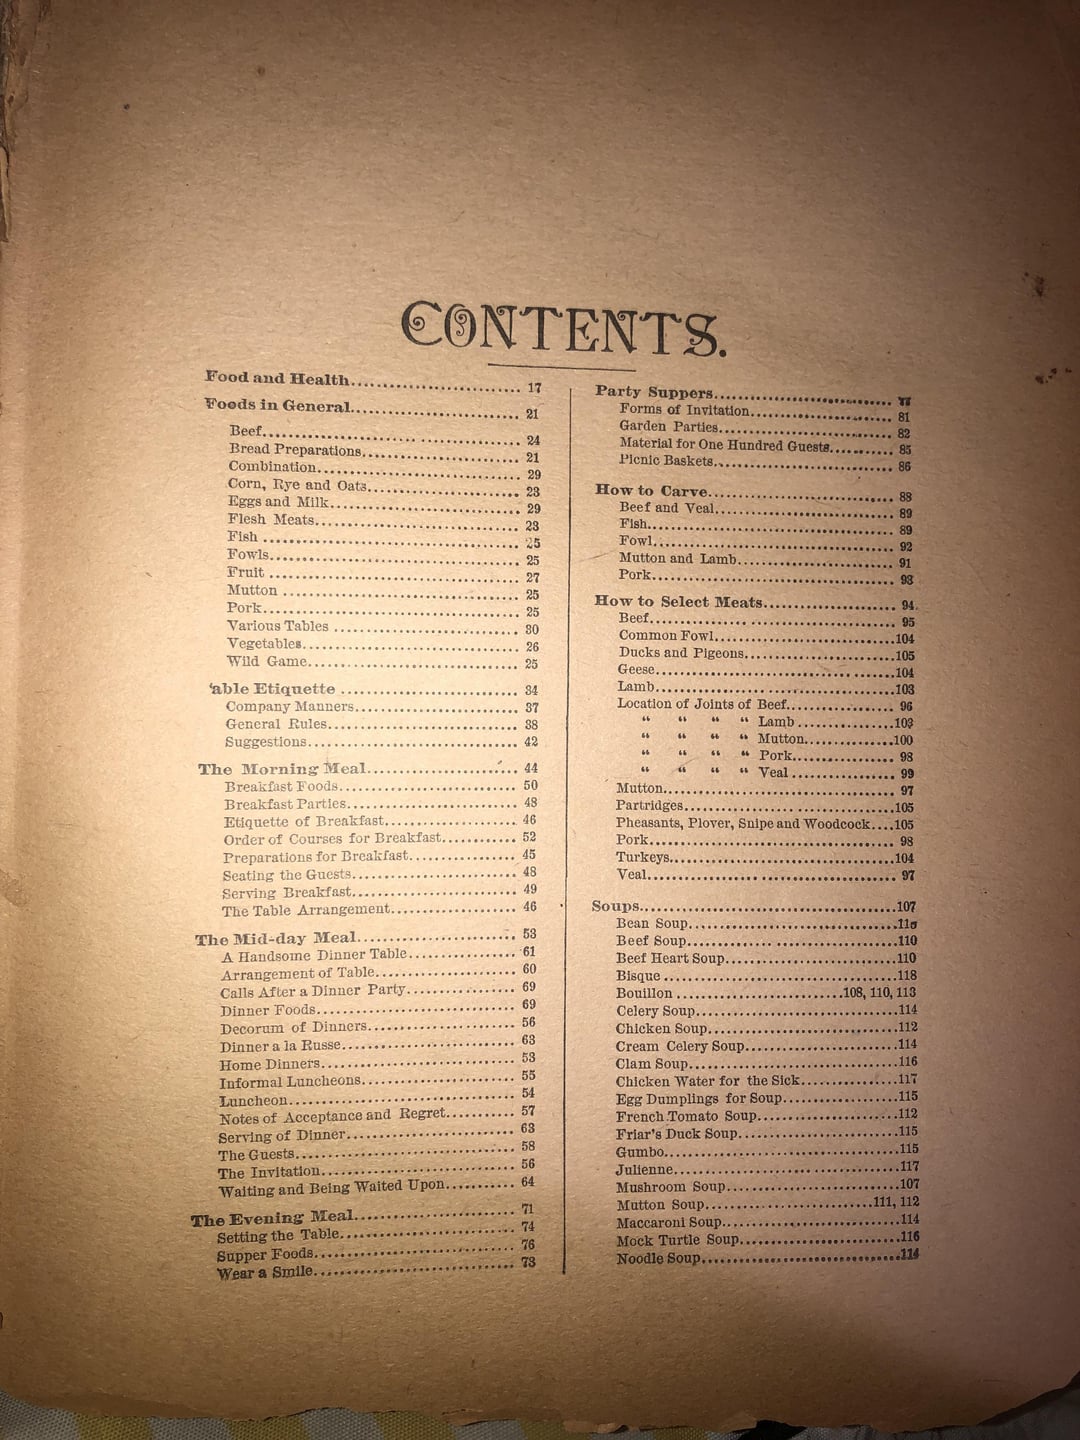 CONTENTS.
Food and Health........................ 17
Foods in General........................ 21
Beef........................ 24
Bread Preparations........................ 21
Combination........................ 29
Corn, Rye and Oats........................ 23
Eggs and Milk........................ 29
Flesh Meats........................ 23
Fish ........................ 25
Fowls........................ 25
Fruit ........................ 27
Mutton ........................ 25
Pork........................ 25
Various Tables ........................ 30
Vegetables........................ 26
Wild Game........................ 25
able Etiquette ........................ 34
Company Manners........................ 37
General Rules........................ 38
Suggestions........................ 42
The Morning Meal........................ 44
Breakfast Foods........................ 50
Breakfast Parties........................ 48
Etiquette of Breakfast........................ 46
Order of Courses for Breakfast............ 52
Preparations for Breakfast................ 45
Seating the Guests........................ 48
Serving Breakfast........................ 49
The Table Arrangement.................... 46
The Mid-day Meal........................ 53
A Handsome Dinner Table................ 61
Arrangement of Table.................... 60
Calls After a Dinner Party................ 69
Dinner Foods........................ 69
Decorum of Dinners........................ 56
Dinner a la Russe........................ 63
Home Dinners........................ 53
Informal Luncheons........................ 55
Luncheon........................ 54
Notes of Acceptance and Regret.......... 57
Serving of Dinner........................ 63
The Guests........................ 58
The Invitation........................ 56
Waiting and Being Waited Upon.......... 64
The Evening Meal........................ 71
Setting the Table........................ 74
Supper Foods........................ 76
Wear a Smile........................ 73
Party Suppers........................
Forms of Invitation........................ 81
Garden Parties........................ 82
Material for One Hundred Guests.......... 85
Picnic Baskets........................ 86
How to Carve........................ 88
Beef and Veal........................ 89
Fish........................ 89
Fowl........................ 92
Mutton and Lamb........................ 91
Pork........................ 93
How to Select Meats.................... 94
Beef........................ 95
Common Fowl........................104
Ducks and Pigeons........................105
Geese........................104
Lamb........................103
Location of Joints of Beef................ 96
“ “ “ “ Lamb ................103
“ “ “ “ Mutton..............100
“ “ “ “ Pork................ 98
“ “ “ “ Veal ................ 99
Mutton........................ 97
Partridges........................105
Pheasants, Plover, Snipe and Woodcock....105
Pork........................ 98
Turkeys........................104
Veal........................ 97
Soups........................107
Bean Soup........................
Beef Soup........................110
Beef Heart Soup........................110
Bisque ........................118
Bouillon ........................108, 110, 113
Celery Soup........................114
Chicken Soup........................112
Cream Celery Soup........................114
Clam Soup........................116
Chicken Water for the Sick................117
Egg Dumplings for Soup..................115
French Tomato Soup........................112
Friar's Duck Soup........................115
Gumbo........................115
Julienne........................117
Mushroom Soup........................107
Mutton Soup........................111, 112
Maccaroni Soup........................114
Mock Turtle Soup........................116
Noodle Soup........................114